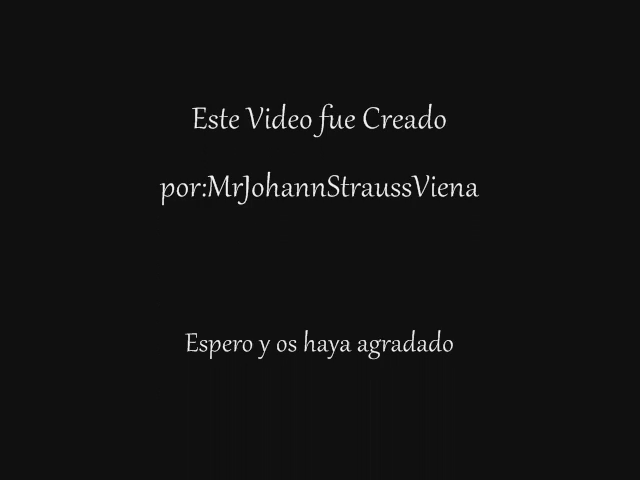 Este Video fue Creado
por:MrJohannStraussViena
Espero y os haya agradado